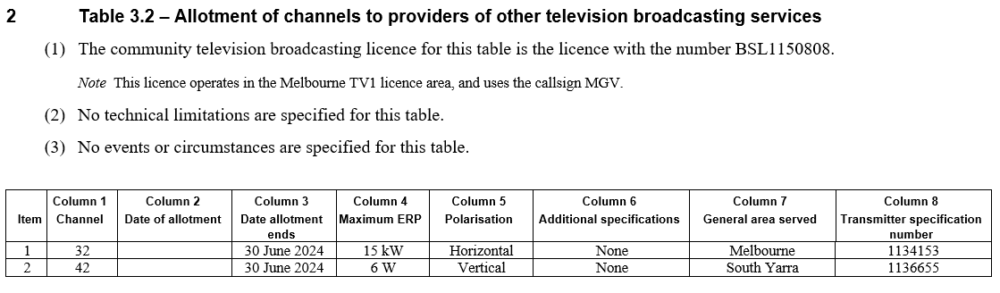 2 Table 3.2 – Allotment of channels to providers of other television broadcasting services
(1) The community television broadcasting licence for this table is the licence with the number BSL1150808.
Note This licence operates in the Melbourne TV1 licence area, and uses the callsign MGV.
(2) No technical limitations are specified for this table.
(3) No events or circumstances are specified for this table.
Column 1 Column 2 Column 3 Column 4 Column 5 Column 6 Column 7 Column 8
Item Channel Date of allotment Date allotment Maximum ERP Polarisation Additional specifications General area served Transmitter specification
ends number
1 32 30 June 2024 15 kW Horizontal None Melbourne 1134153
2 42 30 June 2024 6 W Vertical None South Yarra 1136655